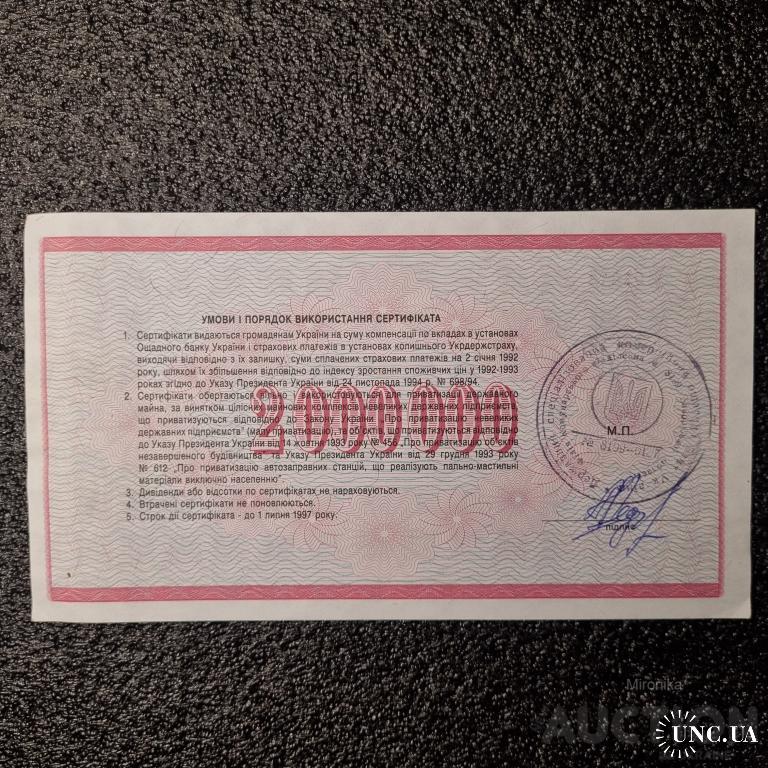 УМОВИ І ПОРЯДОК ВИКОРИСТАННЯ СЕРТИФІКАТА
1. Сертифікати видаються громадянам України на суму компенсації по вкладах в установах
Ощадного банку України і страхових платежів в установах колишнього Укрдержстраху,
виходячи відповідно з їх залишку, суми сплачених страхових платежів на 2 січня 1992
року, шляхом їх збільшення відповідно до індексу зростання споживчих цін у 1992-1993
роках згідно до Указу Президента України від 24 листопада 1994 р. № 698/94.
2. Сертифікати обертаються вільно і використовуються для приватизації державного
майна, за винятком цілісних майнових комплексів невеликих державних підприємств,
що приватизуються відповідно до Закону України "Про приватизацію невеликих
державних підприємств" (малу приватизацію), та об'єктів, що приватизуються відповідно
до Указу Президента України від 14 жовтня 1993 року № 456 „Про приватизацію об'єктів
незавершеного будівництва" і Указу Президента України від 29 грудня 1993 року
№ 612 „Про приватизацію автозаправних станцій, що реалізують пально-мастильні
матеріали виключно населенню".
3. Дивіденди або відсотки по сертифікатах не нараховуються.
4. Втрачені сертифікати не поновлюються.
5. Строк дії сертифіката - до 1 липня 1997 року.
2000000
М.П.
підпис
Mironika
AUCTION
UNC.UA